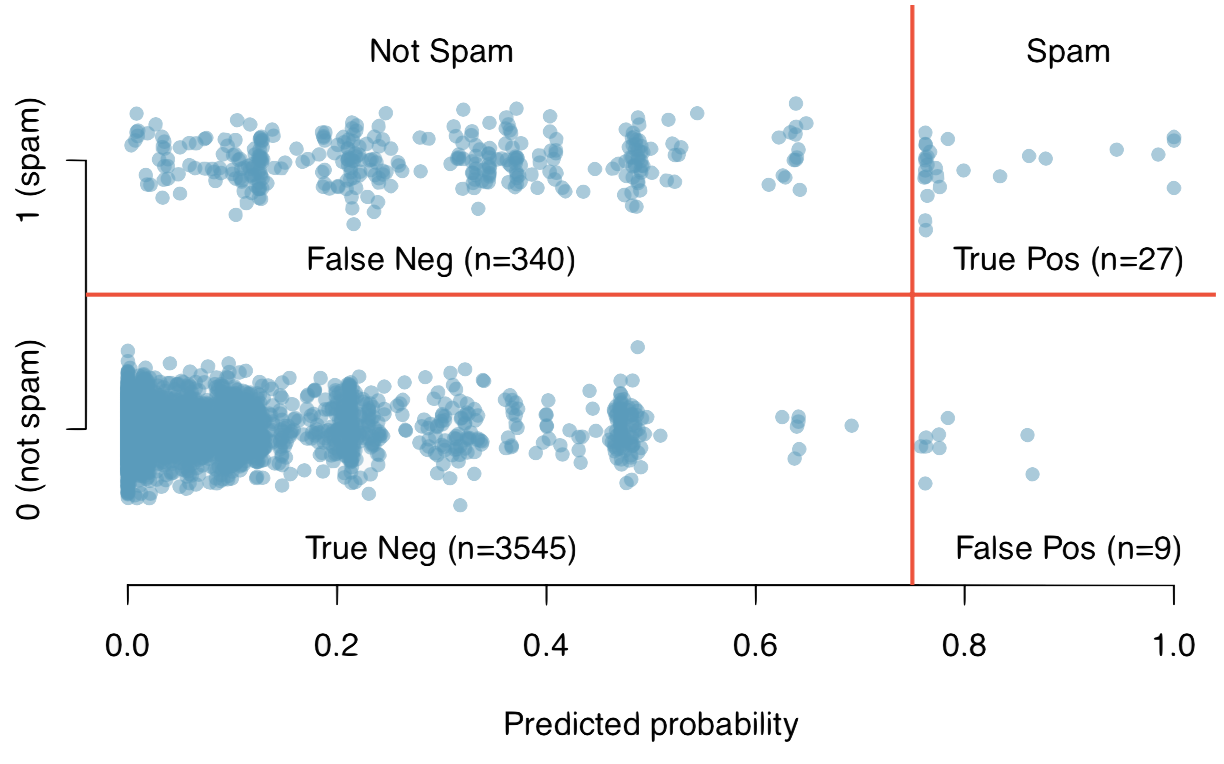 Not Spam
Spam
1 (spam)
False Neg (n=340)
True Pos (n=27)
0 (not spam)
True Neg (n=3545)
False Pos (n=9)
0.0 0.2 0.4 0.6 0.8 1.0
Predicted probability